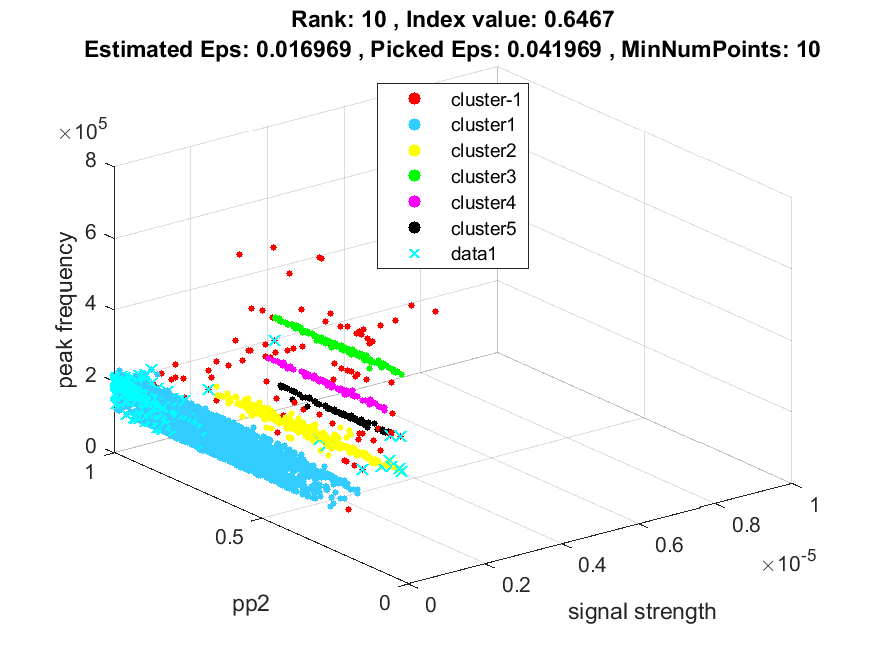 Rank: 10 , Index value: 0.6467
Estimated Eps: 0.016969 , Picked Eps: 0.041969 , MinNumPoints: 10
cluster-1
cluster1
cluster2
cluster3
cluster4
cluster5
data1
×10⁵
8
6
4
2
0
peak frequency
1
0.5
0
pp2
0
0.2
0.4
0.6
0.8
1
×10⁻⁵
signal strength